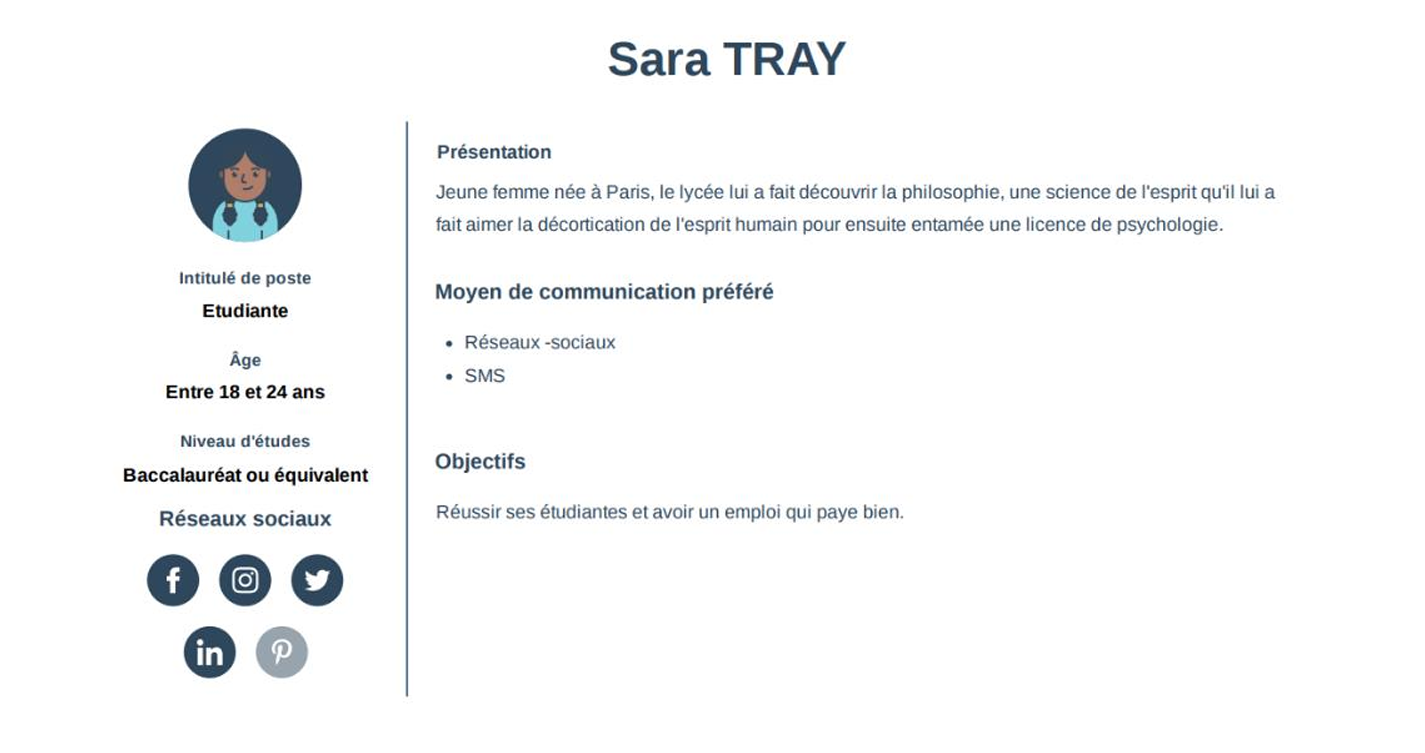 Sara TRAY
Intitulé de poste
Etudiante
Âge
Entre 18 et 24 ans
Niveau d'études
Baccalauréat ou équivalent
Réseaux sociaux
f
in
Présentation
Jeune femme née à Paris, le lycée lui a fait découvrir la philosophie, une science de l'esprit qu'il lui a
fait aimer la décortication de l'esprit humain pour ensuite entamée une licence de psychologie.
Moyen de communication préféré
• Réseaux -sociaux
• SMS
Objectifs
Réussir ses étudiantes et avoir un emploi qui paye bien.